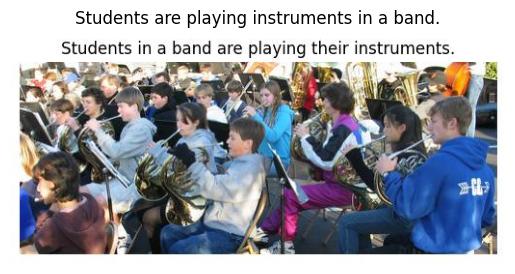 Students are playing instruments in a band.
Students in a band are playing their instruments.